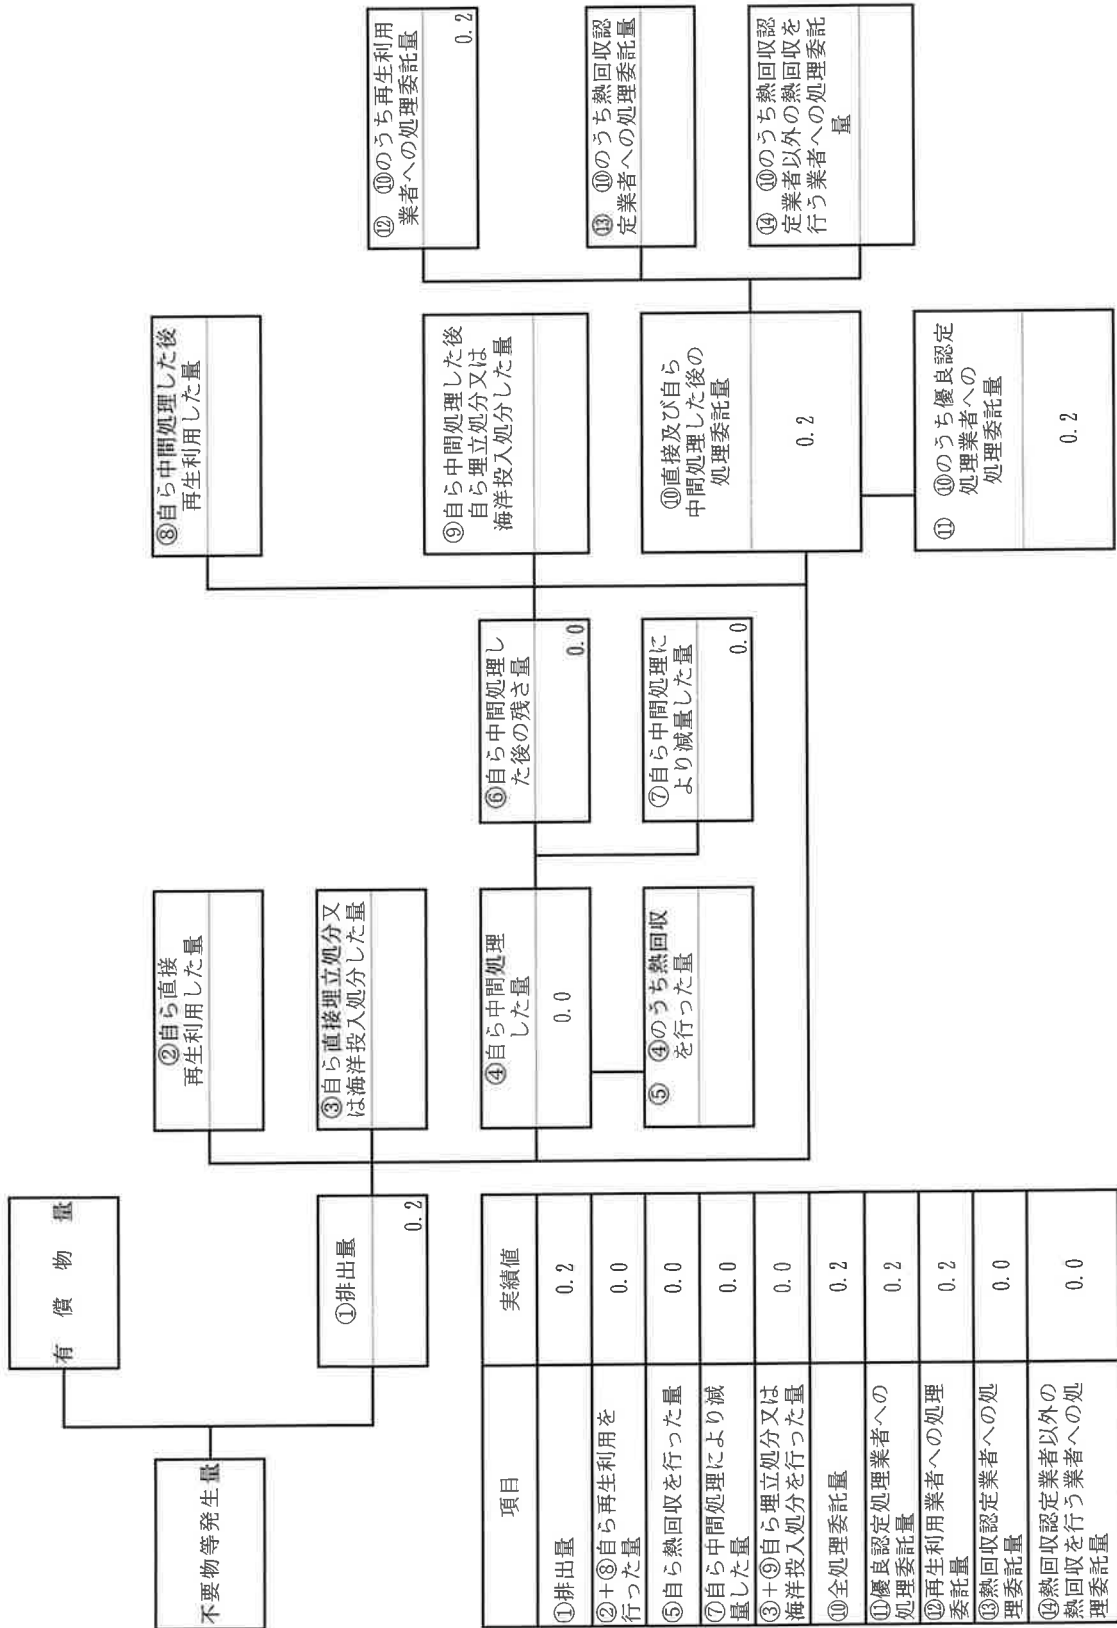 不要物等発生量
有償物量
①排出量
0.2
②自ら直接
再生利用した量
③自ら直接埋立処分又
は海洋投入処分した量
④自ら中間処理
した量
0.0
⑤ ④のうち熱回収
を行った量
⑥自ら中間処理し
た後の残さ量
0.0
⑦自ら中間処理に
より減量した量
0.0
⑧自ら中間処理した後
再生利用した量
⑨自ら中間処理した後
自ら埋立処分又は
海洋投入処分した量
⑩直接及び自ら
中間処理した後の
処理委託量
0.2
⑪ ⑩のうち優良認定
処理業者への
処理委託量
0.2
⑫ ⑩のうち再生利用
業者への処理委託量
0.2
⑬ ⑩のうち熱回収認
定業者への処理委託量
⑭ ⑩のうち熱回収認
定業者以外の熱回収を
行う業者への処理委託
量
項目 実績値
①排出量 0.2
②+⑧自ら再生利用を
行った量 0.0
⑤自ら熱回収を行った量 0.0
⑦自ら中間処理により減
量した量 0.0
③+⑨自ら埋立処分又は
海洋投入処分を行った量 0.0
⑩全処理委託量 0.2
⑪優良認定処理業者への
処理委託量 0.2
⑫再生利用業者への処理
委託量 0.2
⑬熱回収認定業者への処
理委託量 0.0
⑭熱回収認定業者以外の
熱回収を行う業者への処
理委託量 0.0